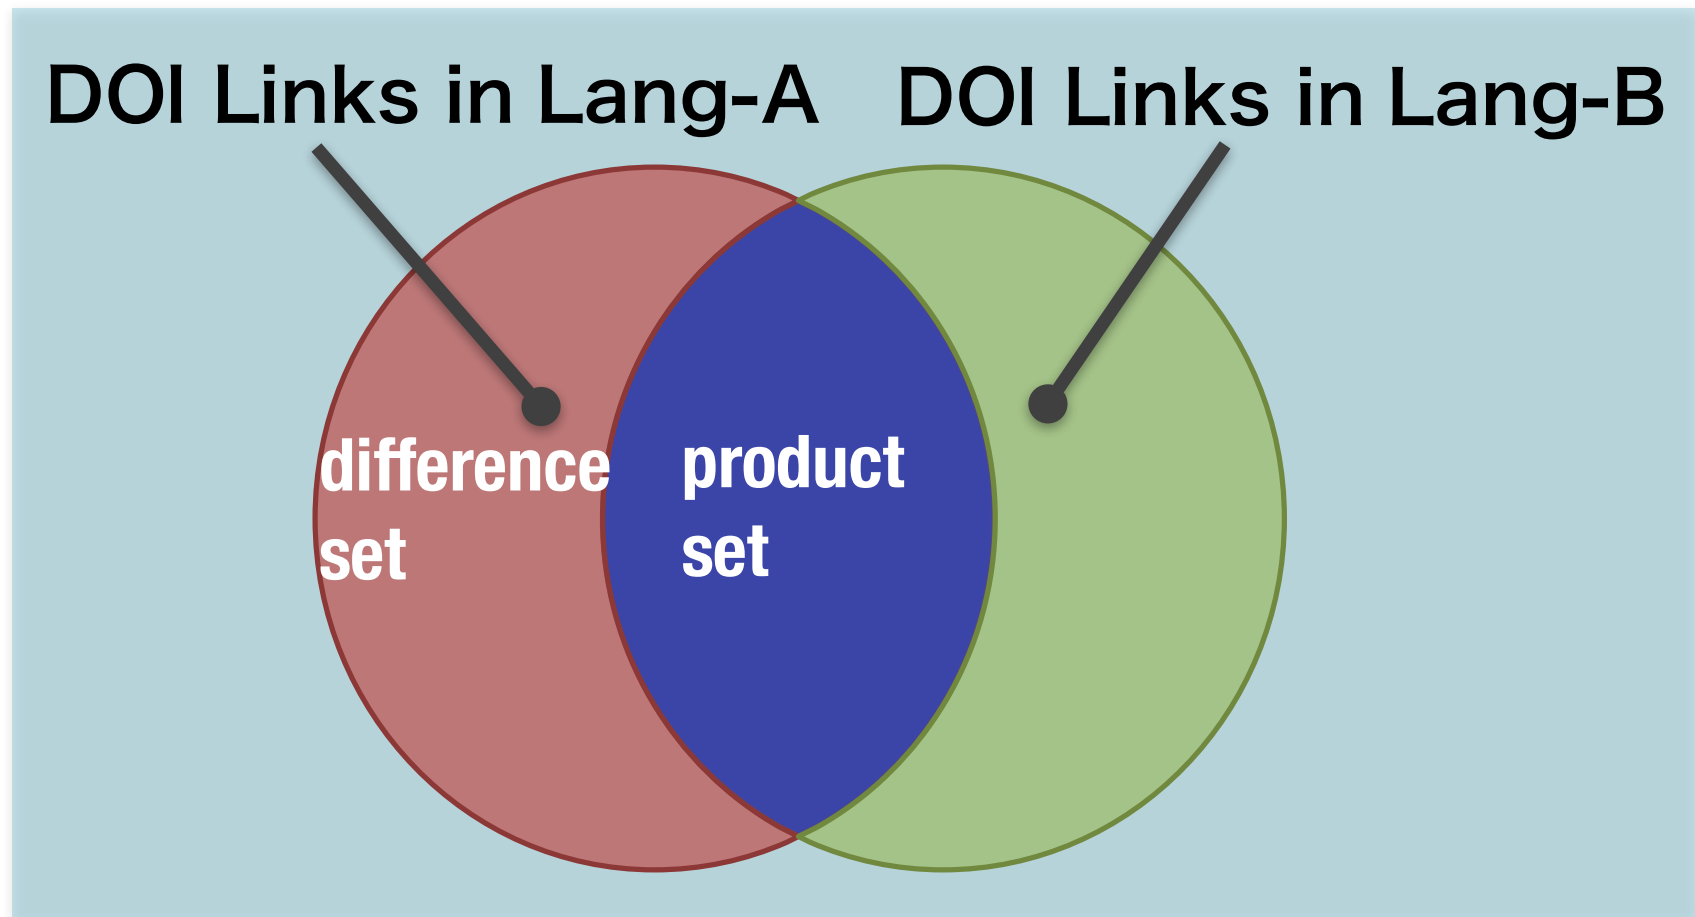 DOI Links in Lang-A
DOI Links in Lang-B
difference
set
product
set